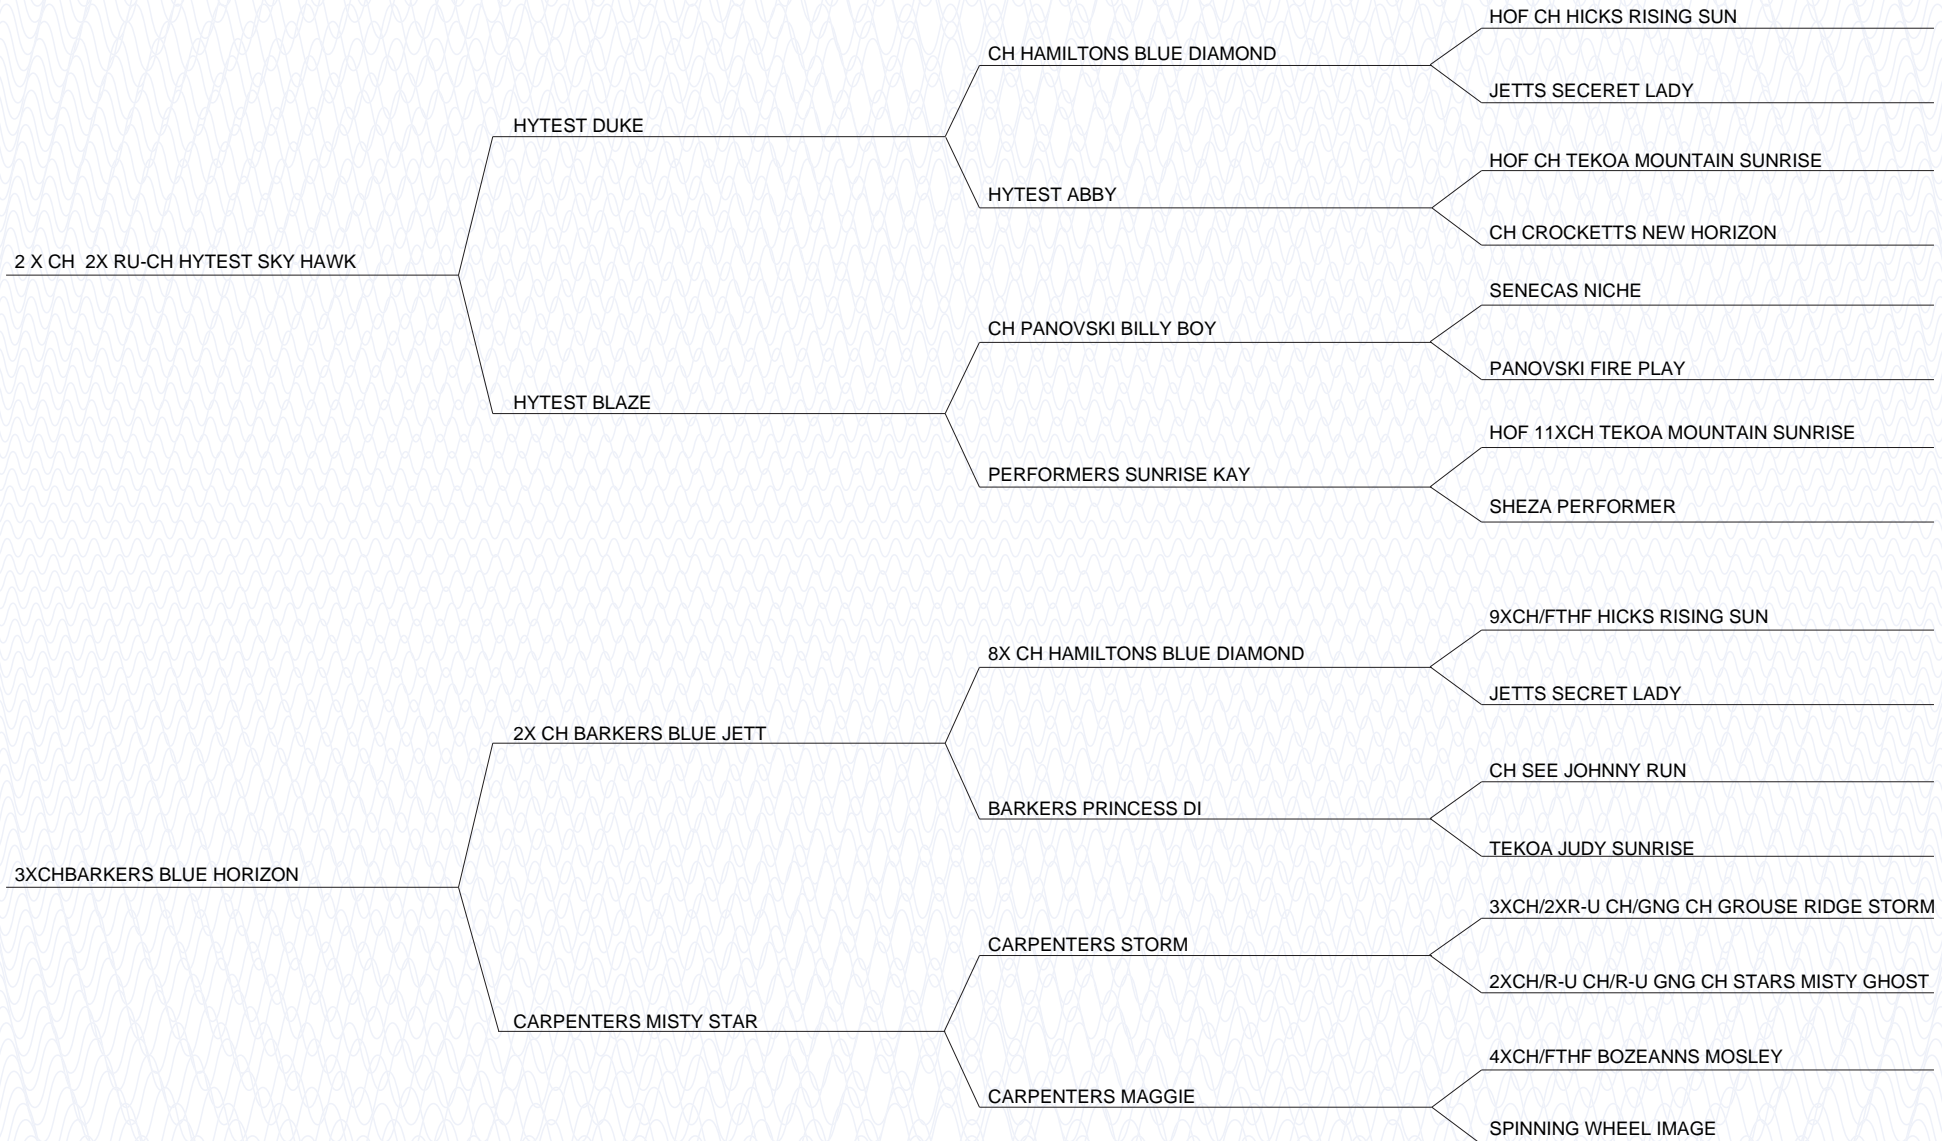 HOF CH HICKS RISING SUN
CH HAMILTONS BLUE DIAMOND
JETTS SECERET LADY
HYTEST DUKE
HOF CH TEKOA MOUNTAIN SUNRISE
HYTEST ABBY
CH CROCKETTS NEW HORIZON
2 X CH  2X RU-CH HYTEST SKY HAWK
SENECAS NICHE
CH PANOVSKI BILLY BOY
PANOVSKI FIRE PLAY
HYTEST BLAZE
HOF 11XCH TEKOA MOUNTAIN SUNRISE
PERFORMERS SUNRISE KAY
SHEZA PERFORMER
9XCH/FTHF HICKS RISING SUN
8X CH HAMILTONS BLUE DIAMOND
JETTS SECRET LADY
2X CH BARKERS BLUE JETT
CH SEE JOHNNY RUN
BARKERS PRINCESS DI
TEKOA JUDY SUNRISE
3XCHBARKERS BLUE HORIZON
3XCH/2XR-U CH/GNG CH GROUSE RIDGE STORM
CARPENTERS STORM
2XCH/R-U CH/R-U GNG CH STARS MISTY GHOST
CARPENTERS MISTY STAR
4XCH/FTHF BOZEANNS MOSLEY
CARPENTERS MAGGIE
SPINNING WHEEL IMAGE